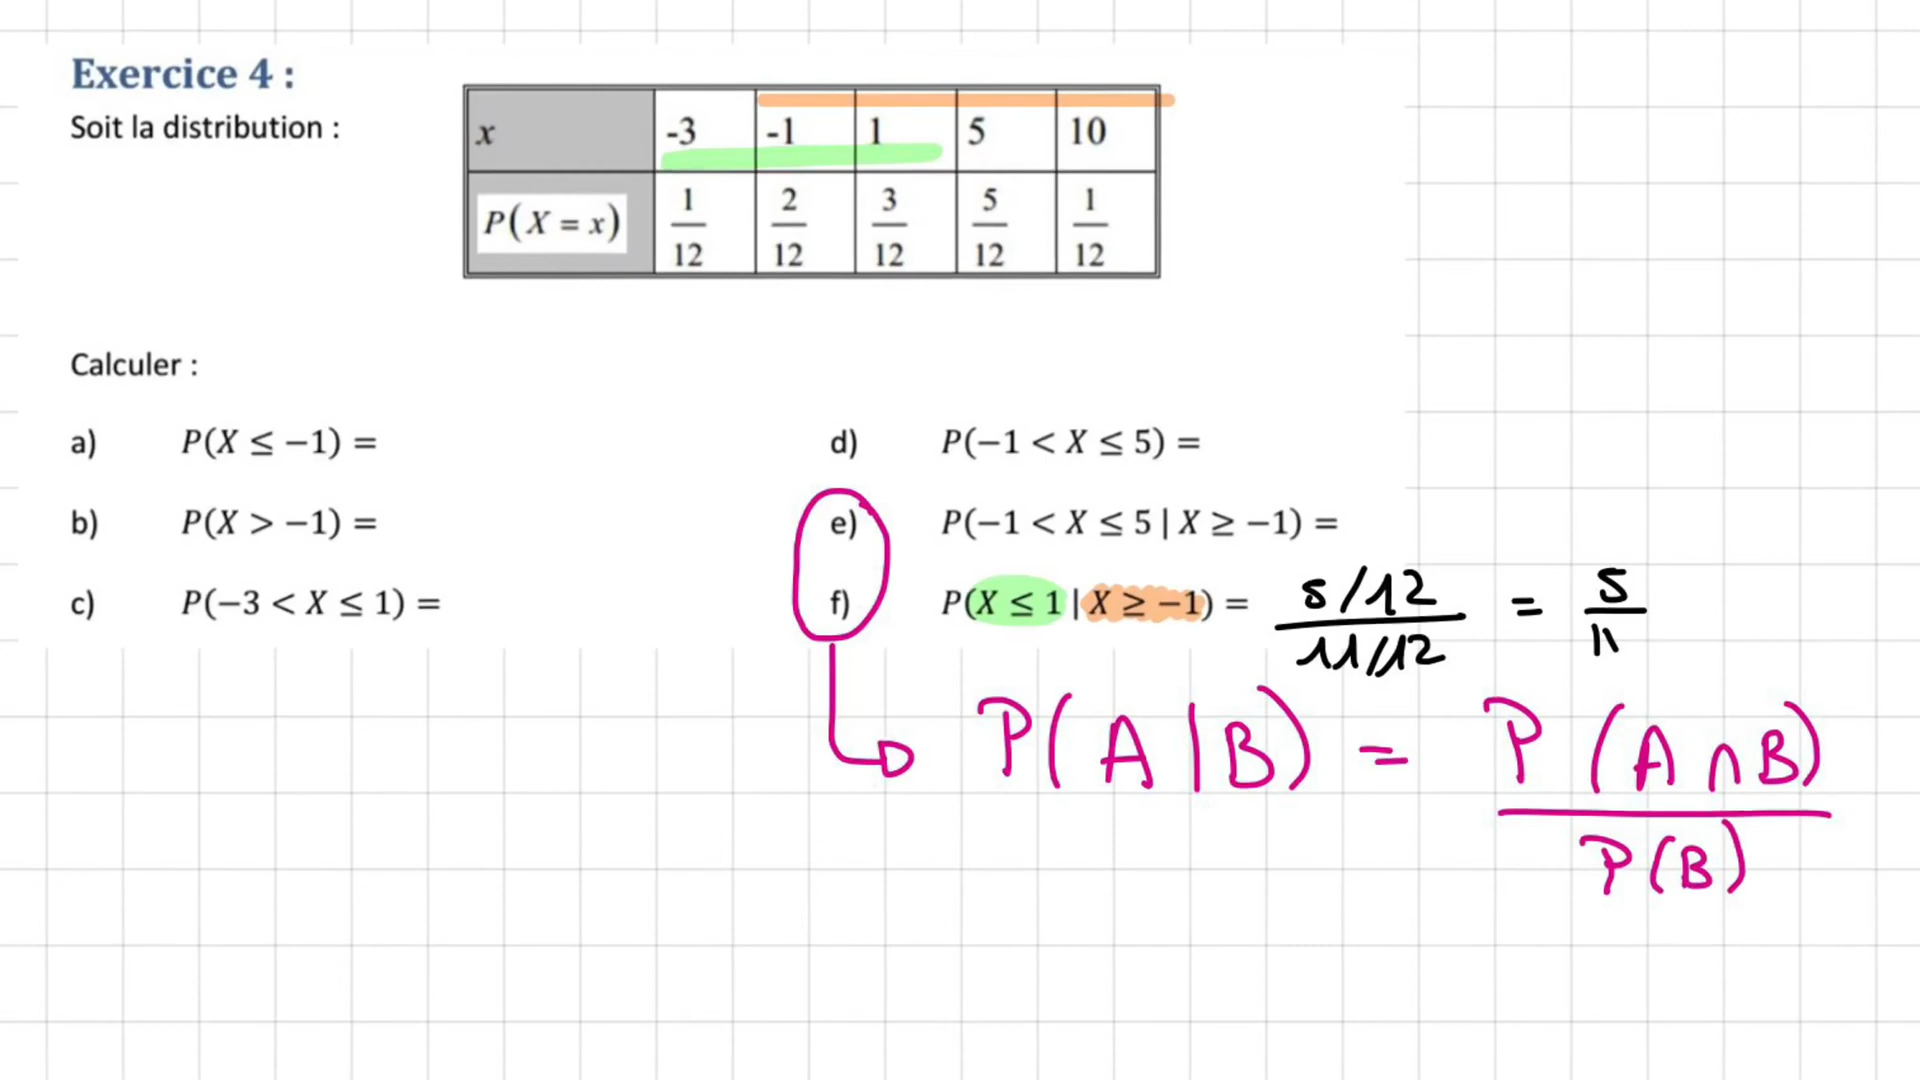 Exercice 4 :
Soit la distribution :
x -3 -1 1 5 10
P(X = x) 1/12 2/12 3/12 5/12 1/12
Calculer :
a) P(X ≤ −1) =
b) P(X > −1) =
c) P(−3 < X ≤ 1) =
d) P(−1 < X ≤ 5) =
e) P(−1 < X ≤ 5 | X ≥ −1) =
f) P(X ≤ 1 | X ≥ −1) = (5/12)/(11/12) = 5/11
P(A|B) = P(A∩B)/P(B)